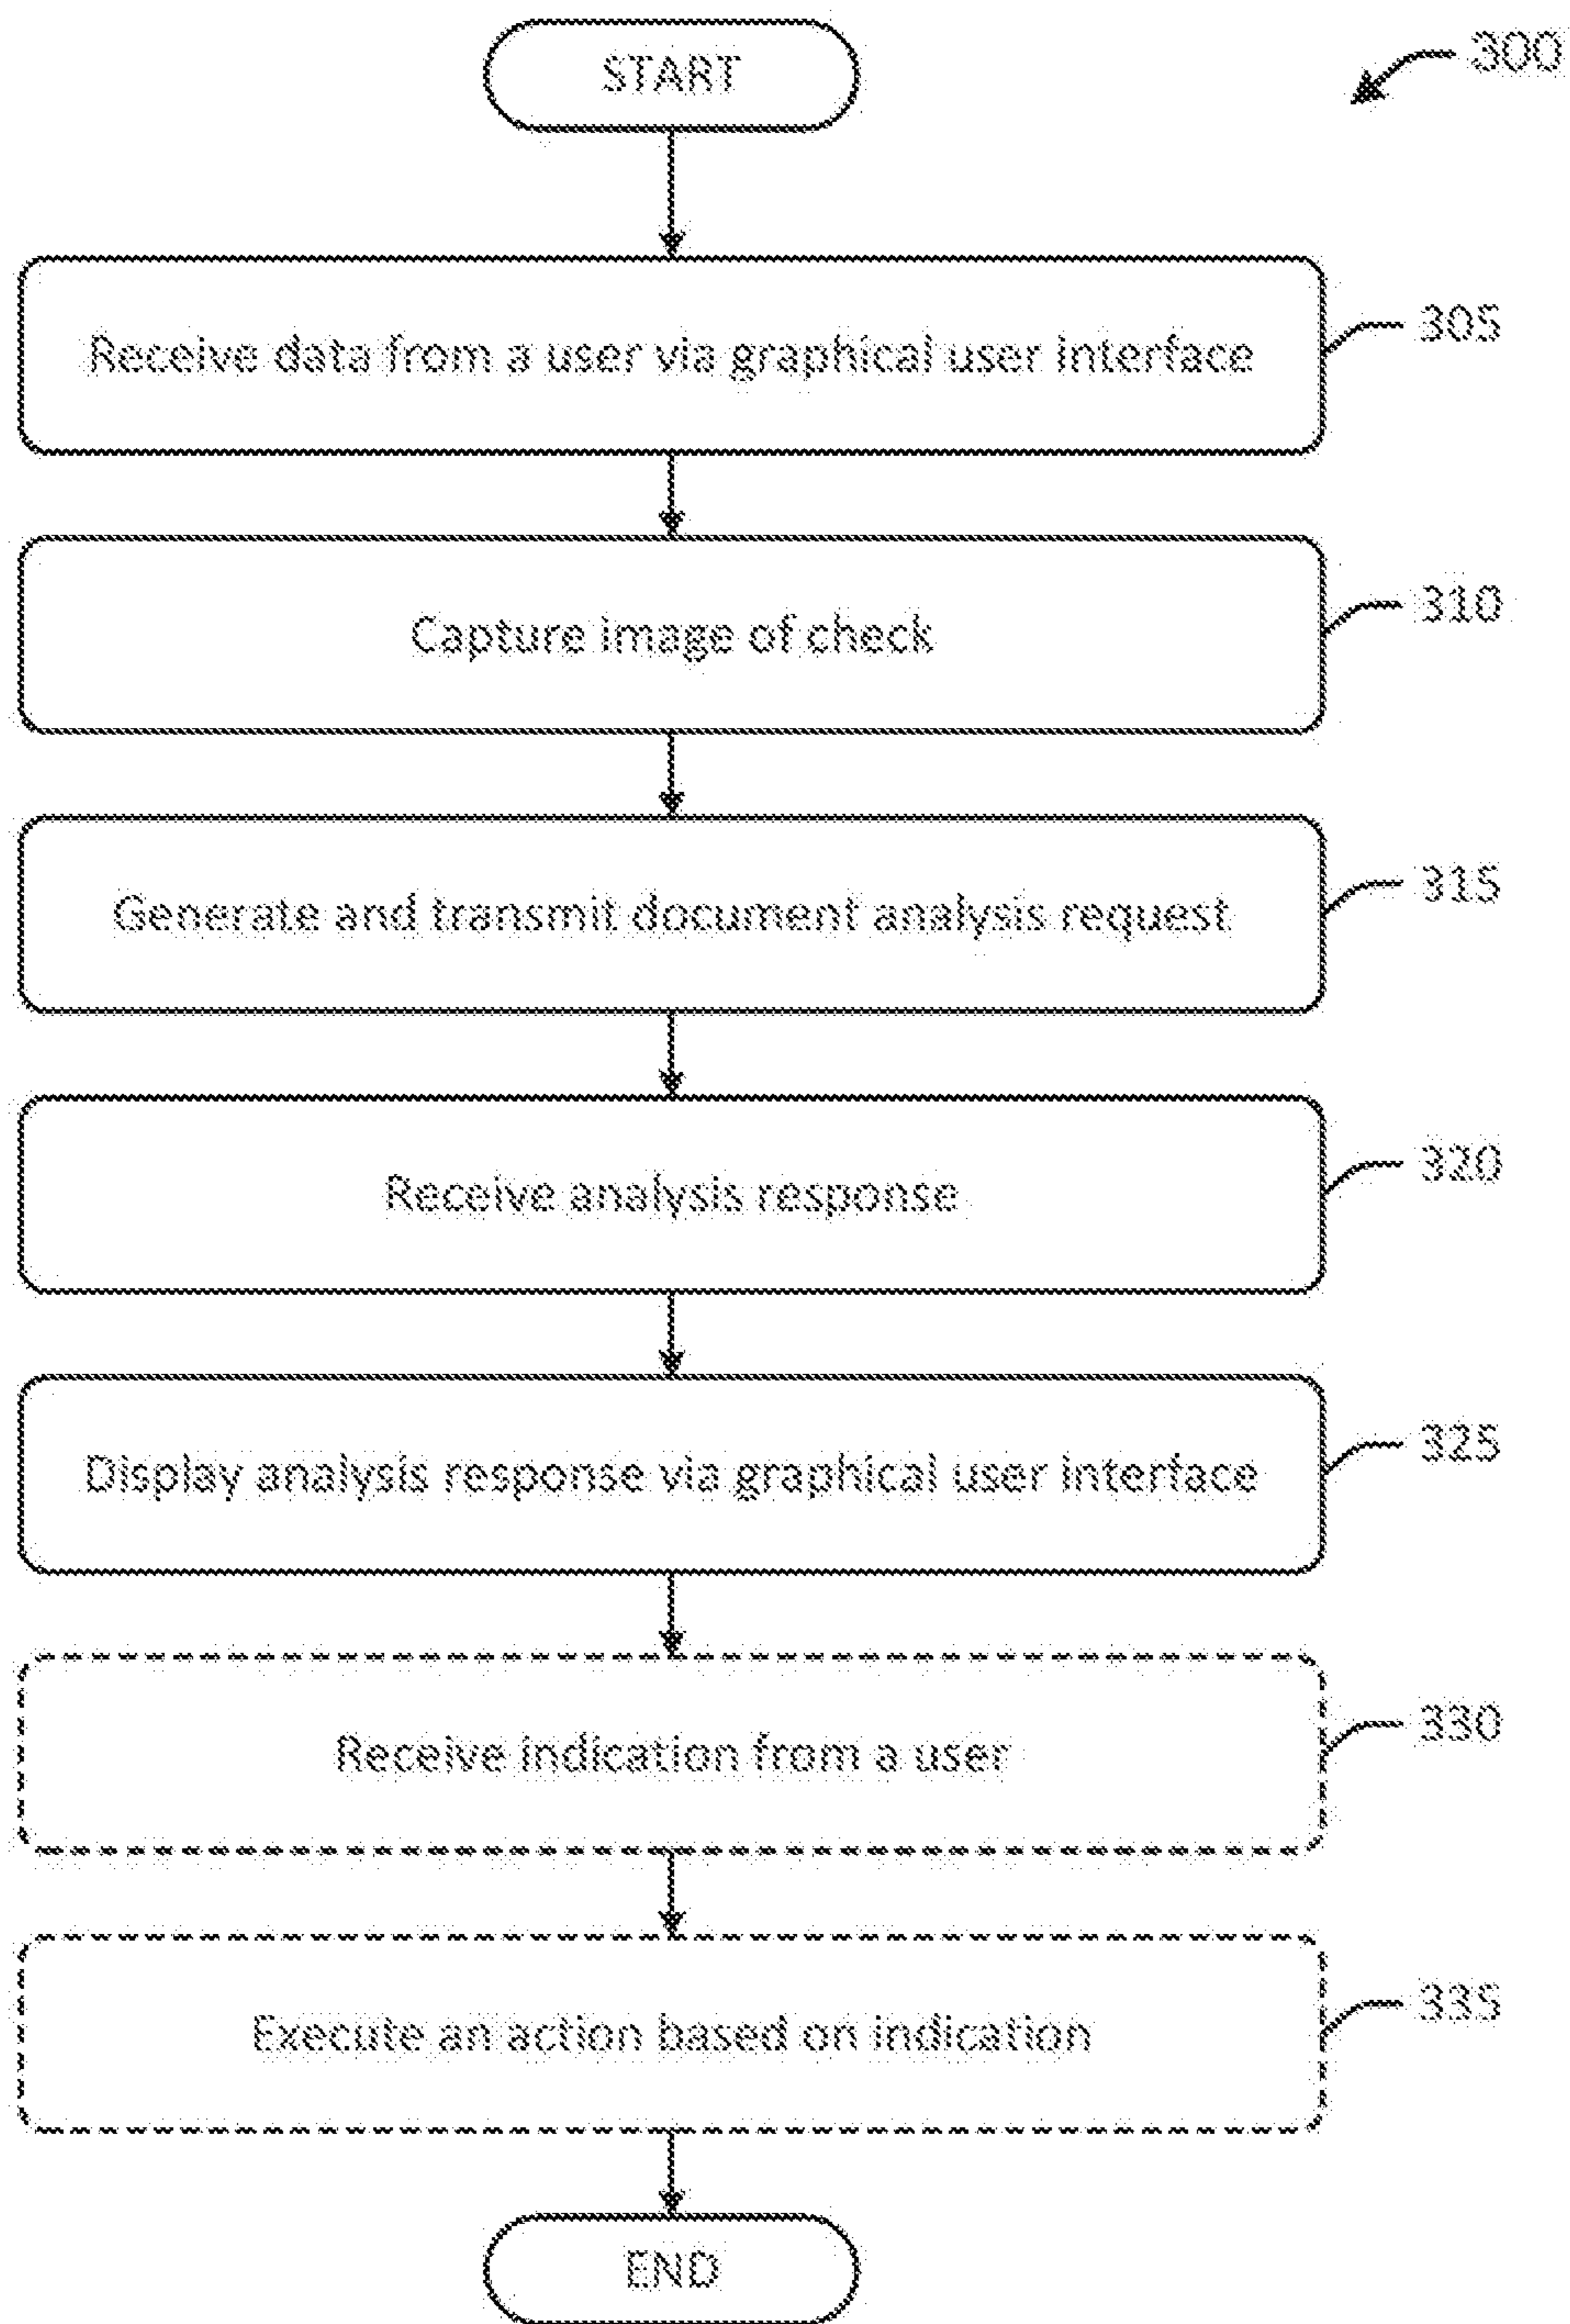 START
300
Receive data from a user via graphical user interface
305
Capture image of check
310
Generate and transmit document analysis request
315
Receive analysis response
320
Display analysis response via graphical user interface
325
Receive indication from a user
330
Execute an action based on indication
335
END